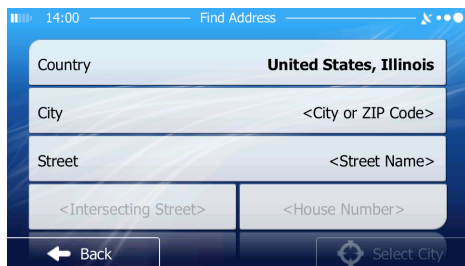 14:00 Find Address
Country United States, Illinois
City <City or ZIP Code>
Street <Street Name>
<Intersecting Street> <House Number>
Back Select City